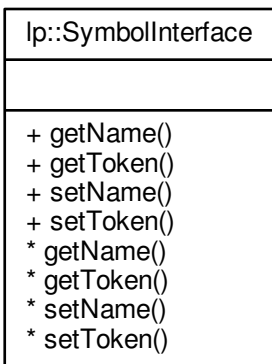 lp::SymbolInterface
+ getName()
+ getToken()
+ setName()
+ setToken()
* getName()
* getToken()
* setName()
* setToken()